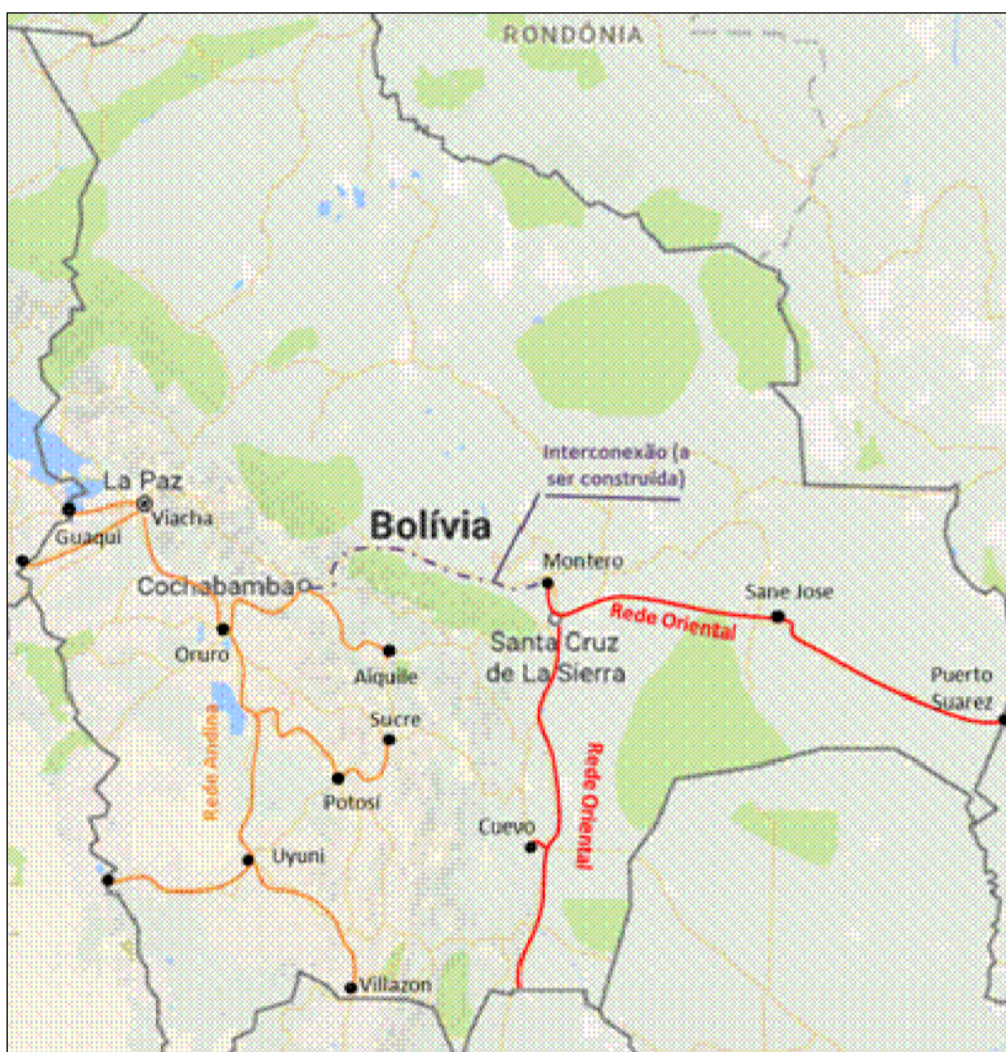 RONDÔNIA
Interconexão (a
ser construída)
La Paz
Viacha
Guaqui
Bolívia
Montero
Cochabamba
Sane Jose
Rede Oriental
Oruro
Santa Cruz
de La Sierra
Aiquile
Puerto
Suarez
Sucre
Rede Andina
Potosí
Rede Oriental
Cuevo
Uyuni
Villazon